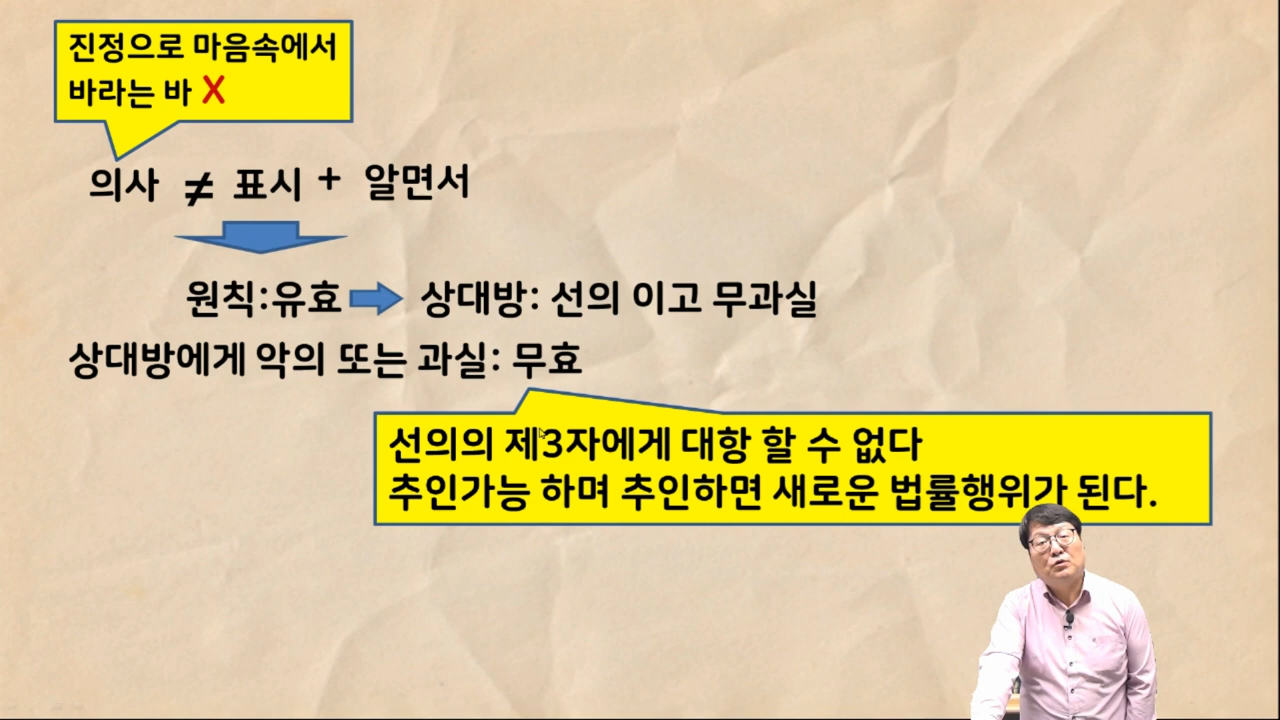 진정으로 마음속에서
바라는 바 X
의사 ≠ 표시 + 알면서
원칙:유효 상대방: 선의 이고 무과실
상대방에게 악의 또는 과실: 무효
선의의 제3자에게 대항 할 수 없다
추인가능 하며 추인하면 새로운 법률행위가 된다.